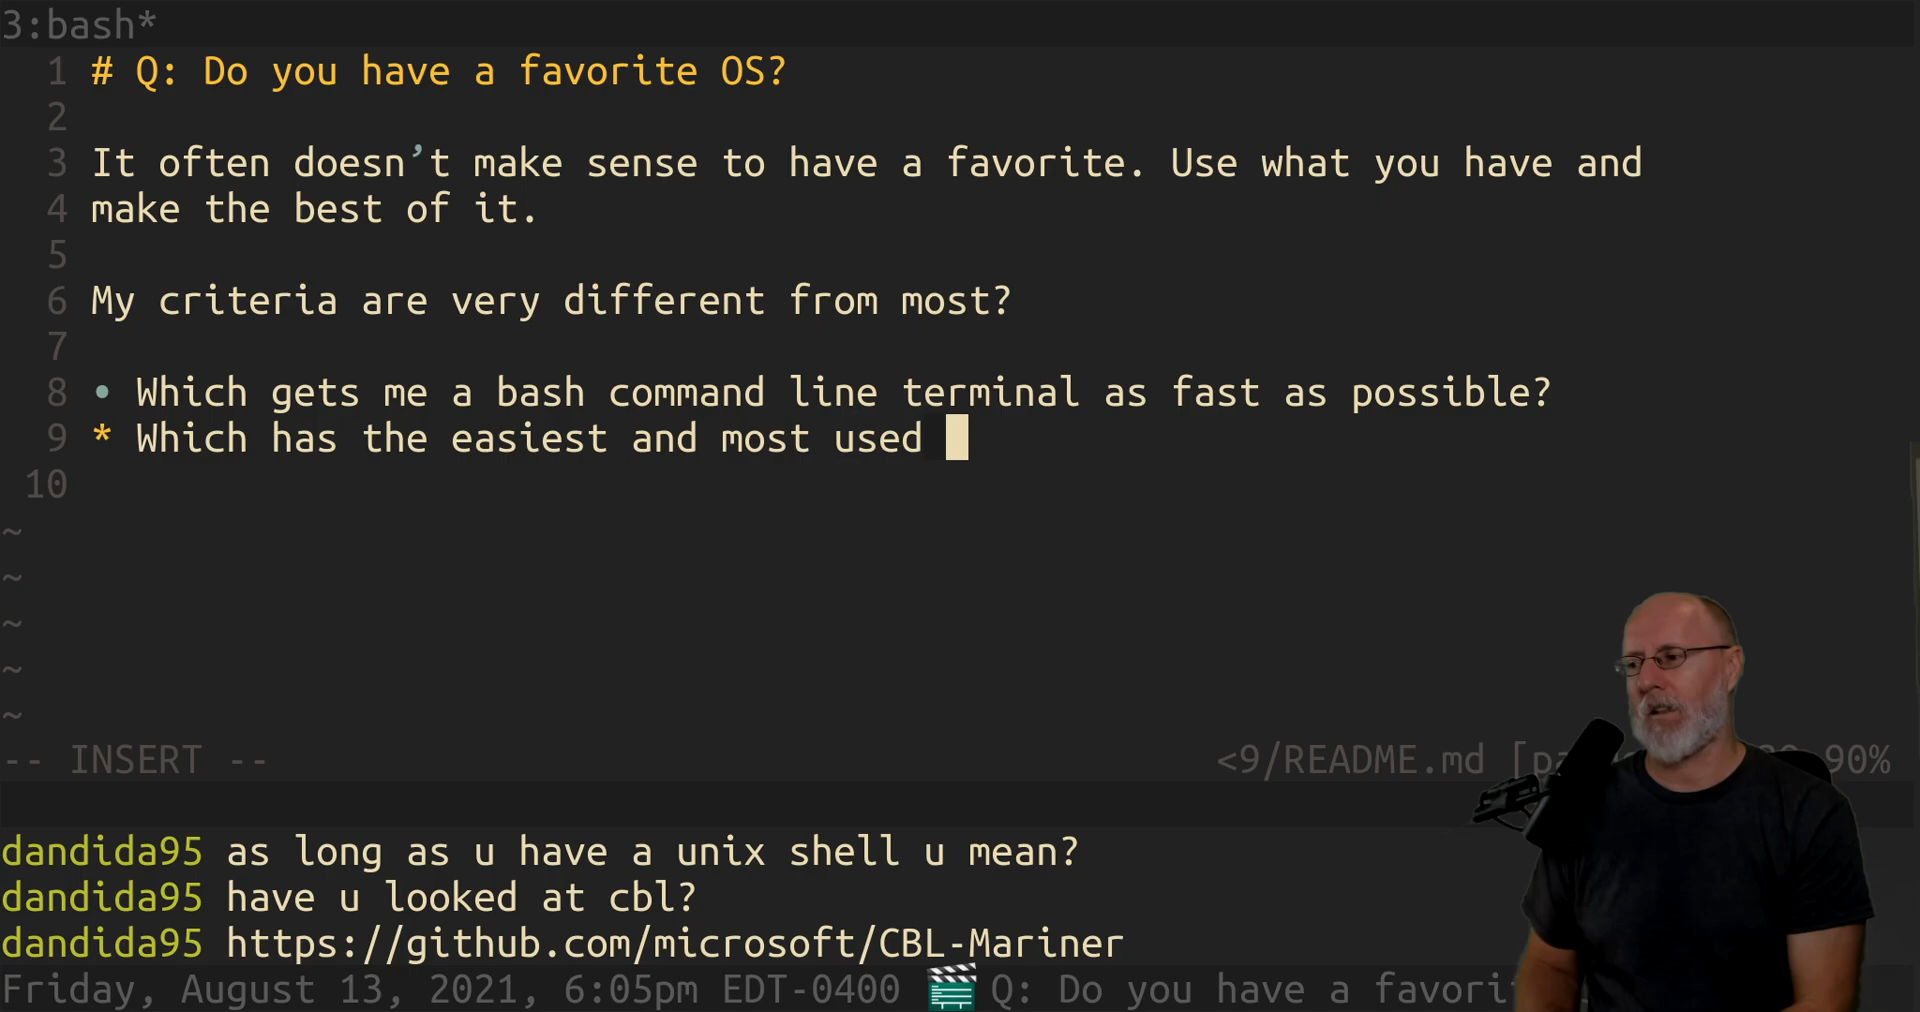 3:bash*
1 # Q: Do you have a favorite OS?
2
3 It often doesn’t make sense to have a favorite. Use what you have and
4 make the best of it.
5
6 My criteria are very different from most?
7
8 • Which gets me a bash command line terminal as fast as possible?
9 * Which has the easiest and most used
10
~
~
~
~
~
-- INSERT -- <9/README.md [pa 90%
dandida95 as long as u have a unix shell u mean?
dandida95 have u looked at cbl?
dandida95 https://github.com/microsoft/CBL-Mariner
Friday, August 13, 2021, 6:05pm EDT-0400 🎬 Q: Do you have a favori